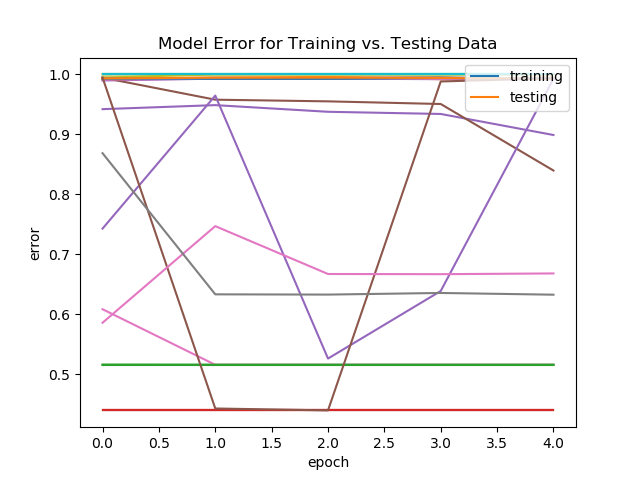 Model Error for Training vs. Testing Data
training
testing
1.0
0.9
0.8
0.7
0.6
0.5
error
0.0 0.5 1.0 1.5 2.0 2.5 3.0 3.5 4.0
epoch